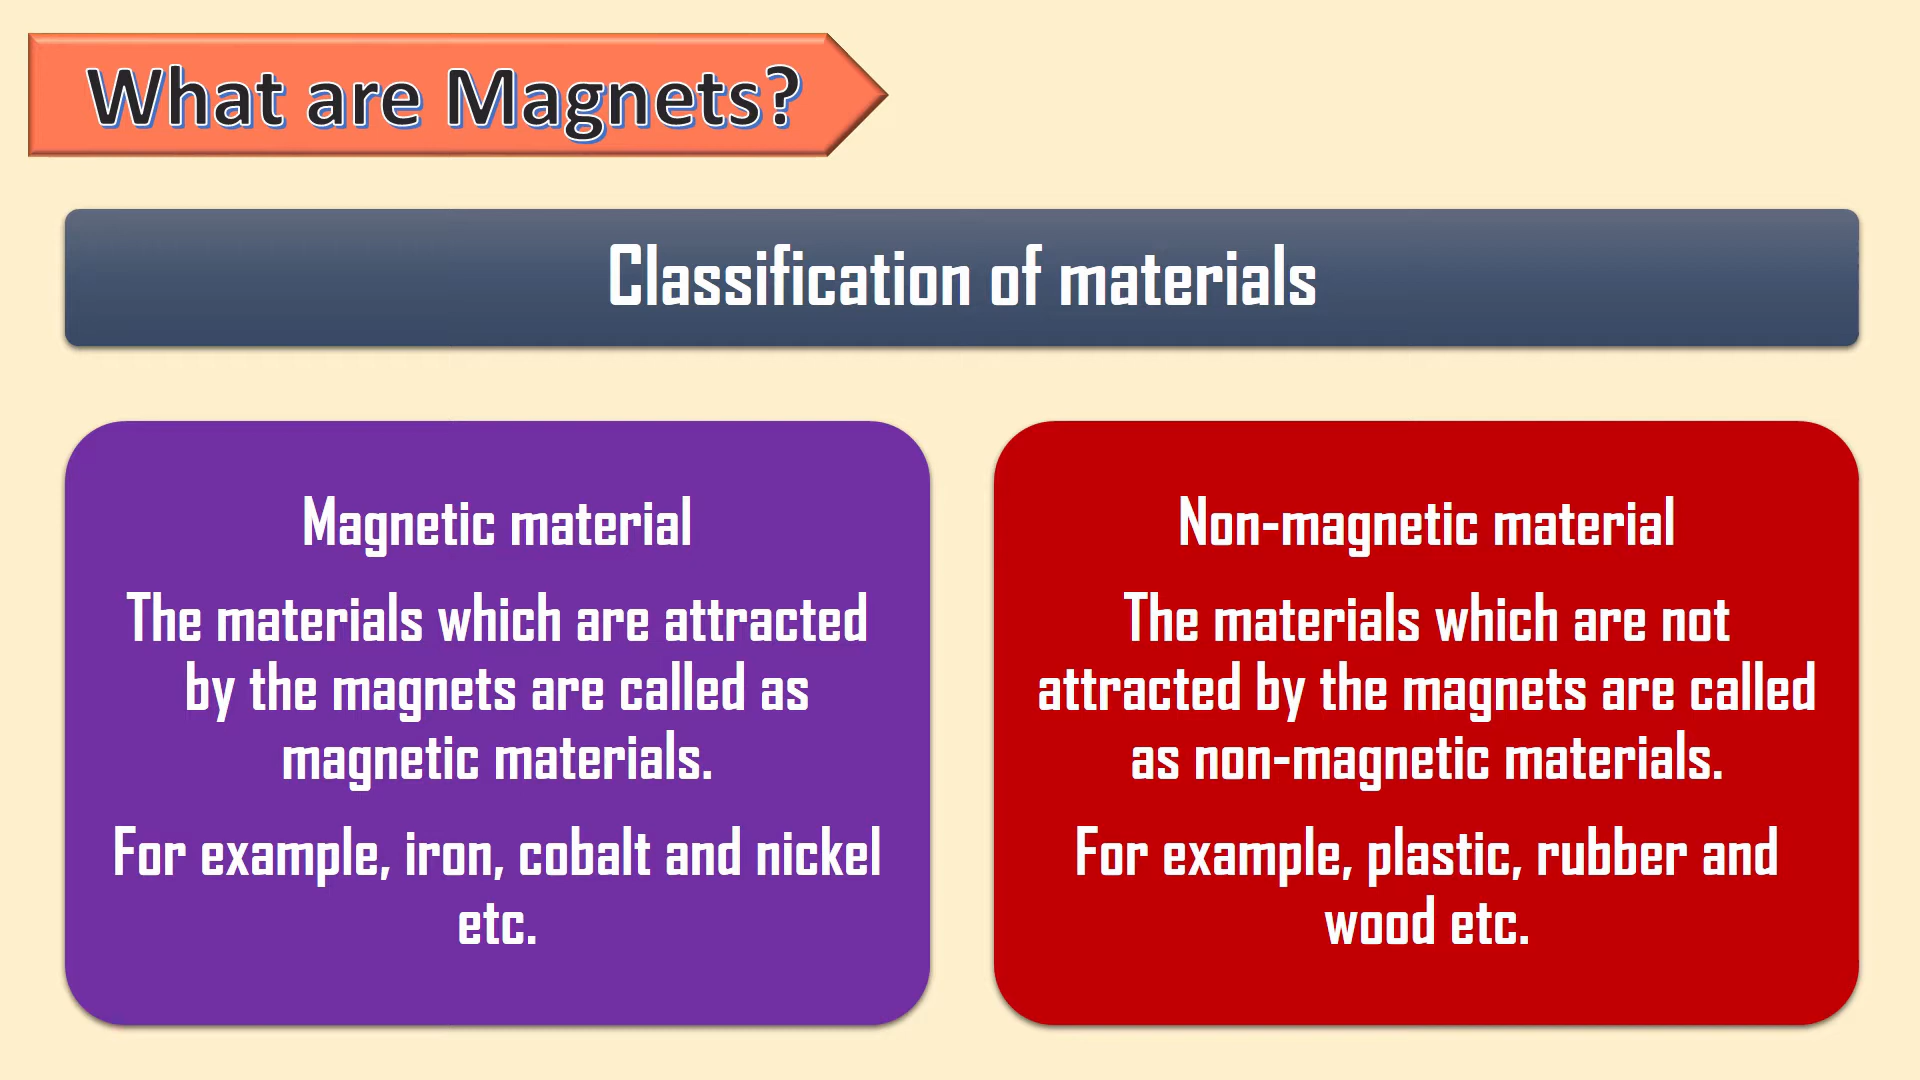 What are Magnets?
Classification of materials
Magnetic material
The materials which are attracted
by the magnets are called as
magnetic materials.
For example, iron, cobalt and nickel
etc.
Non-magnetic material
The materials which are not
attracted by the magnets are called
as non-magnetic materials.
For example, plastic, rubber and
wood etc.